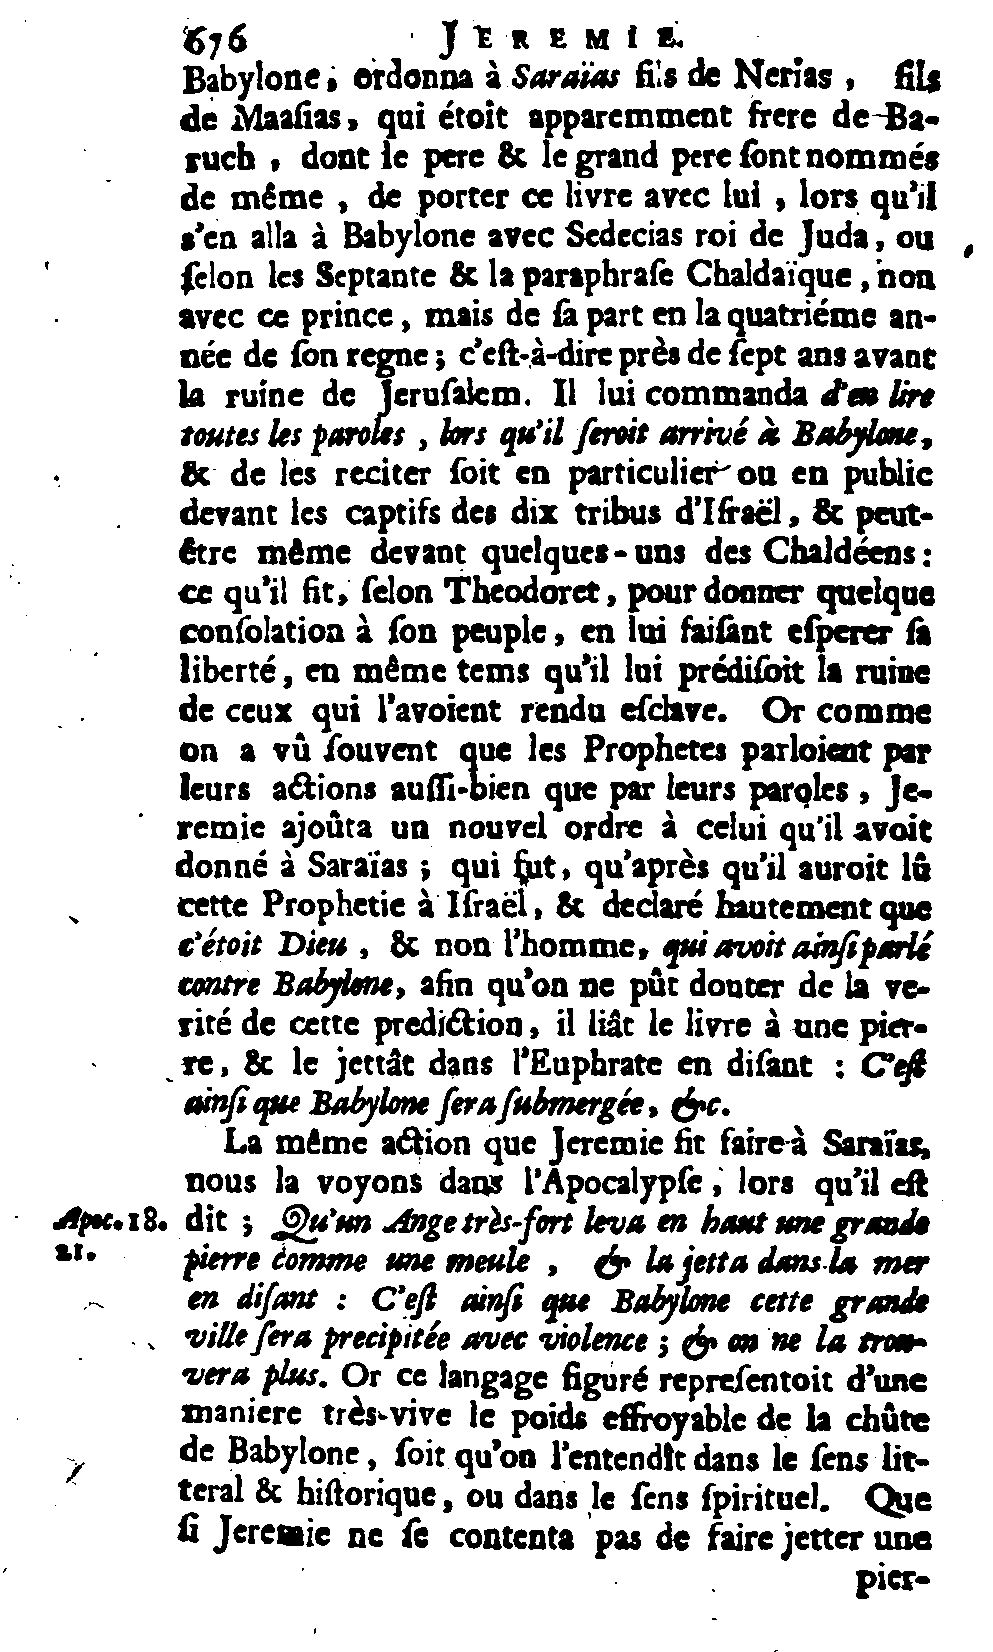 676 JEREMIE.
Babylone, ordonna à Saraïas fils de Nerias, fils
de Maaſias, qui étoit apparemment frere de Ba-
ruch, dont le pere & le grand pere ſont nommés
de même, de porter ce livre avec lui, lors qu'il
s'en alla à Babylone avec Sedecias roi de Juda, ou
ſelon les Septante & la paraphraſe Chaldaïque, non
avec ce prince, mais de ſa part en la quatriéme an-
née de ſon regne; c'eſt-à-dire près de ſept ans avant
la ruine de Jeruſalem. Il lui commanda d'en lire
toutes les paroles, lors qu'il ſeroit arrivé à Babylone,
& de les reciter ſoit en particulier ou en public
devant les captifs des dix tribus d'Iſraël, & peut-
être même devant quelques-uns des Chaldéens:
ce qu'il fit, ſelon Theodoret, pour donner quelque
conſolation à ſon peuple, en lui faiſant eſperer ſa
liberté, en même tems qu'il lui prédiſoit la ruine
de ceux qui l'avoient rendu eſclave. Or comme
on a vû ſouvent que les Prophetes parloient par
leurs actions auſſi-bien que par leurs paroles, Je-
remie ajoûta un nouvel ordre à celui qu'il avoit
donné à Saraïas; qui fut, qu'après qu'il auroit lû
cette Prophetie à Iſraël, & declaré hautement que
c'étoit Dieu, & non l'homme, qui avoit ainſi parlé
contre Babylone, afin qu'on ne pût douter de la ve-
rité de cette prediction, il liât le livre à une pier-
re, & le jettât dans l'Euphrate en diſant : C'eſt
ainſi que Babylone ſera ſubmergée, &c.
La même action que Jeremie fit faire à Saraïas,
nous la voyons dans l'Apocalypſe, lors qu'il eſt
Apoc. 18. dit ; Qu'un Ange très-fort leva en haut une grande
21. pierre comme une meule, & la jetta dans la mer
en diſant : C'eſt ainſi que Babylone cette grande
ville ſera precipitée avec violence ; & on ne la trou-
vera plus. Or ce langage figuré repreſentoit d'une
maniere très-vive le poids effroyable de la chûte
de Babylone, ſoit qu'on l'entendît dans le ſens lit-
teral & hiſtorique, ou dans le ſens ſpirituel. Que
ſi Jeremie ne ſe contenta pas de faire jetter une
pier-